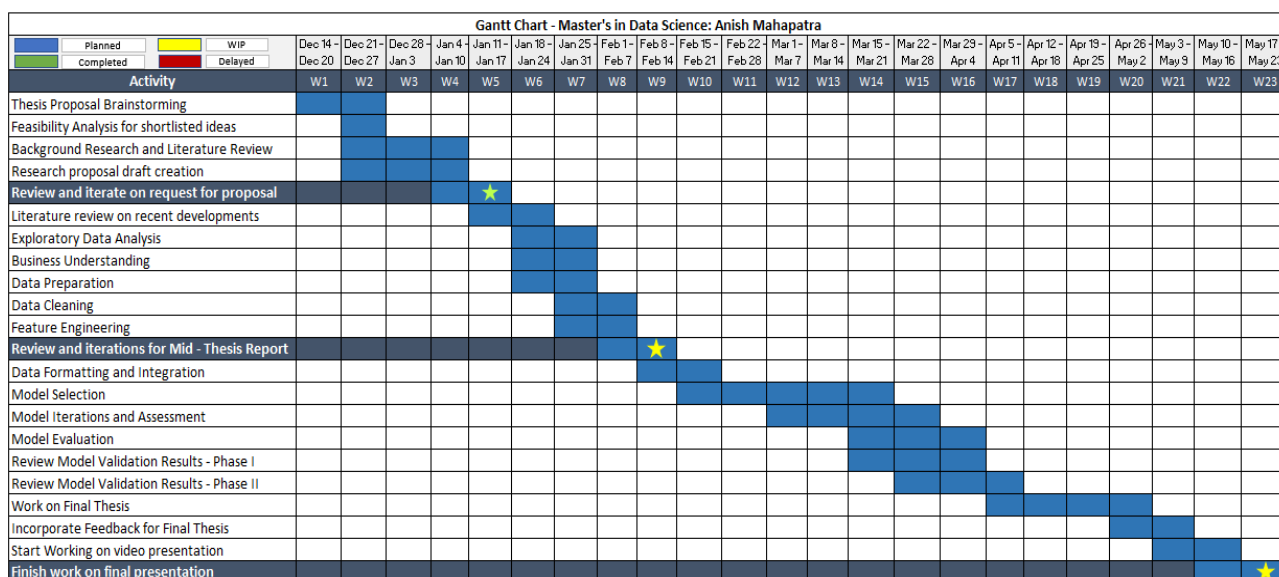 Gantt Chart - Master's in Data Science: Anish Mahapatra
Planned WIP Dec 14 - Dec 21 - Dec 28 - Jan 4 - Jan 11 - Jan 18 - Jan 25 - Feb 1 - Feb 8 - Feb 15 - Feb 22 - Mar 1 - Mar 8 - Mar 15 - Mar 22 - Mar 29 - Apr 5 - Apr 12 - Apr 19 - Apr 26 - May 3 - May 10 - May 17
Completed Delayed Dec 20 Dec 27 Jan 3 Jan 10 Jan 17 Jan 24 Jan 31 Feb 7 Feb 14 Feb 21 Feb 28 Mar 7 Mar 14 Mar 21 Mar 28 Apr 4 Apr 11 Apr 18 Apr 25 May 2 May 9 May 16 May 23
Activity W1 W2 W3 W4 W5 W6 W7 W8 W9 W10 W11 W12 W13 W14 W15 W16 W17 W18 W19 W20 W21 W22 W23
Thesis Proposal Brainstorming
Feasibility Analysis for shortlisted ideas
Background Research and Literature Review
Research proposal draft creation
Review and iterate on request for proposal
Literature review on recent developments
Exploratory Data Analysis
Business Understanding
Data Preparation
Data Cleaning
Feature Engineering
Review and iterations for Mid - Thesis Report
Data Formatting and Integration
Model Selection
Model Iterations and Assessment
Model Evaluation
Review Model Validation Results - Phase I
Review Model Validation Results - Phase II
Work on Final Thesis
Incorporate Feedback for Final Thesis
Start Working on video presentation
Finish work on final presentation